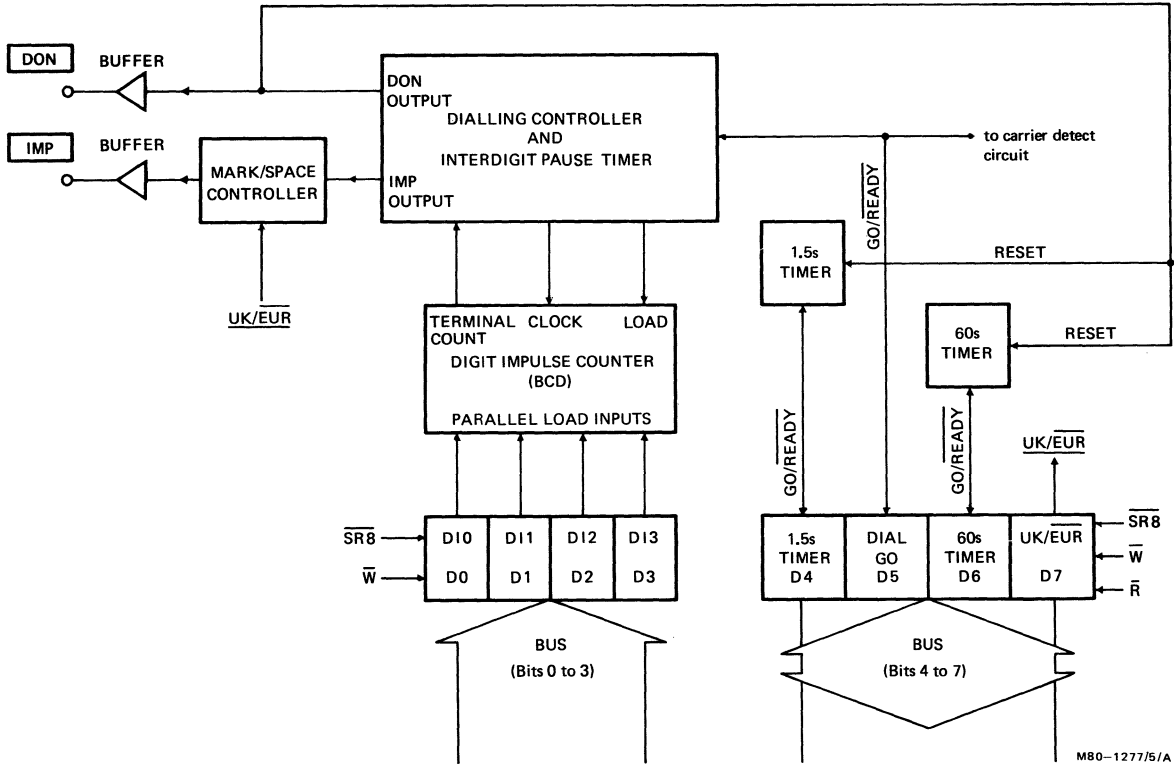 DON
BUFFER
IMP
BUFFER
MARK/SPACE
CONTROLLER
UK/EUR
DON
OUTPUT
DIALLING CONTROLLER
AND
INTERDIGIT PAUSE TIMER
IMP
OUTPUT
to carrier detect
circuit
GO/READY
1.5s
TIMER
RESET
60s
TIMER
RESET
TERMINAL
COUNT
CLOCK
LOAD
DIGIT IMPULSE COUNTER
(BCD)
PARALLEL LOAD INPUTS
GO/READY
GO/READY
UK/EUR
SR8
W
DI0 DI1 DI2 DI3
D0 D1 D2 D3
1.5s
TIMER
D4
DIAL
GO
D5
60s
TIMER
D6
UK/EUR
D7
SR8
W
R
BUS
(Bits 0 to 3)
BUS
(Bits 4 to 7)
M80-1277/5/A